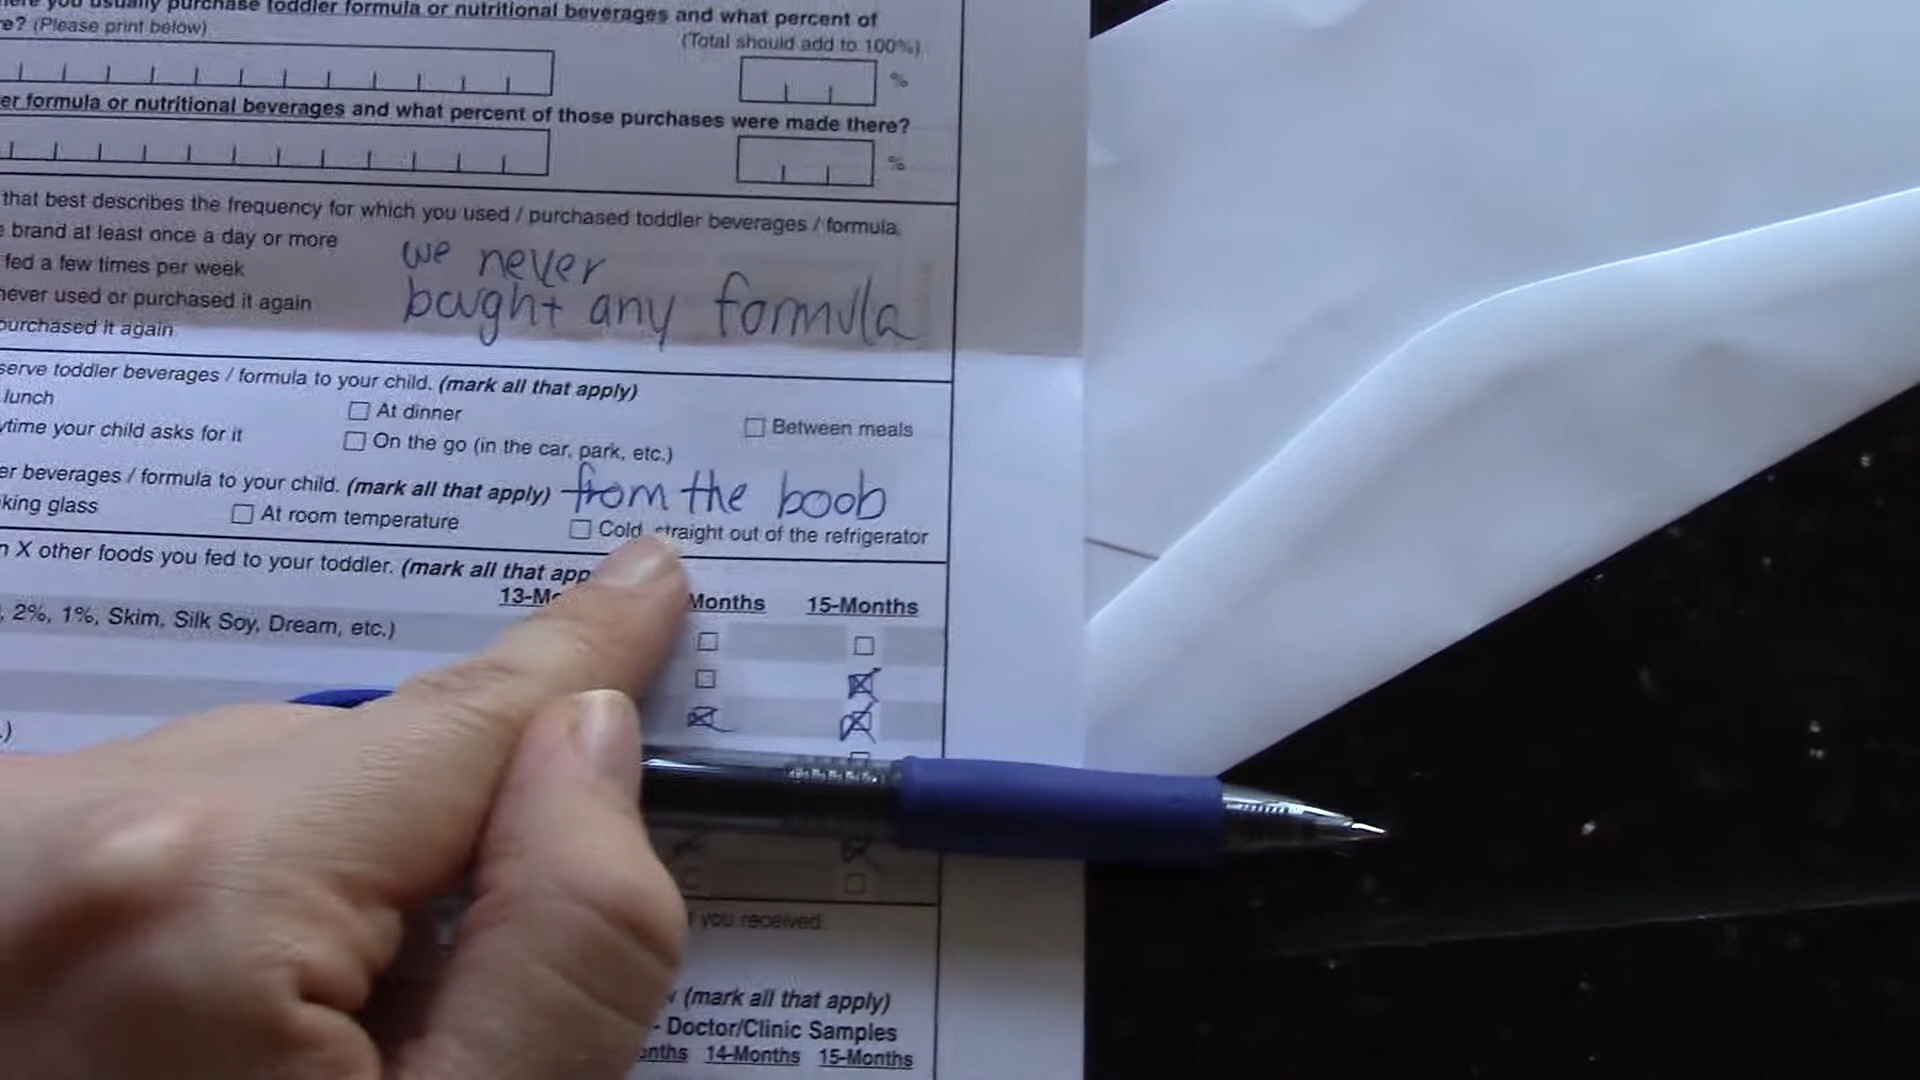 you usually purchase toddler formula or nutritional beverages and what percent of
e? (Please print below)
(Total should add to 100%)
%
er formula or nutritional beverages and what percent of those purchases were made there?
%
that best describes the frequency for which you used / purchased toddler beverages / formula.
brand at least once a day or more
fed a few times per week
never used or purchased it again
purchased it again.
we never
bought any formula
serve toddler beverages / formula to your child. (mark all that apply)
lunch
At dinner
Between meals
ytime your child asks for it
On the go (in the car, park, etc.)
er beverages / formula to your child. (mark all that apply) from the boob
king glass
At room temperature
Cold straight out of the refrigerator
n X other foods you fed to your toddler. (mark all that app
13-Mo
Months
15-Months
, 2%, 1%, Skim, Silk Soy, Dream, etc.)
.)
you received.
(mark all that apply)
- Doctor/Clinic Samples
onths 14-Months 15-Months